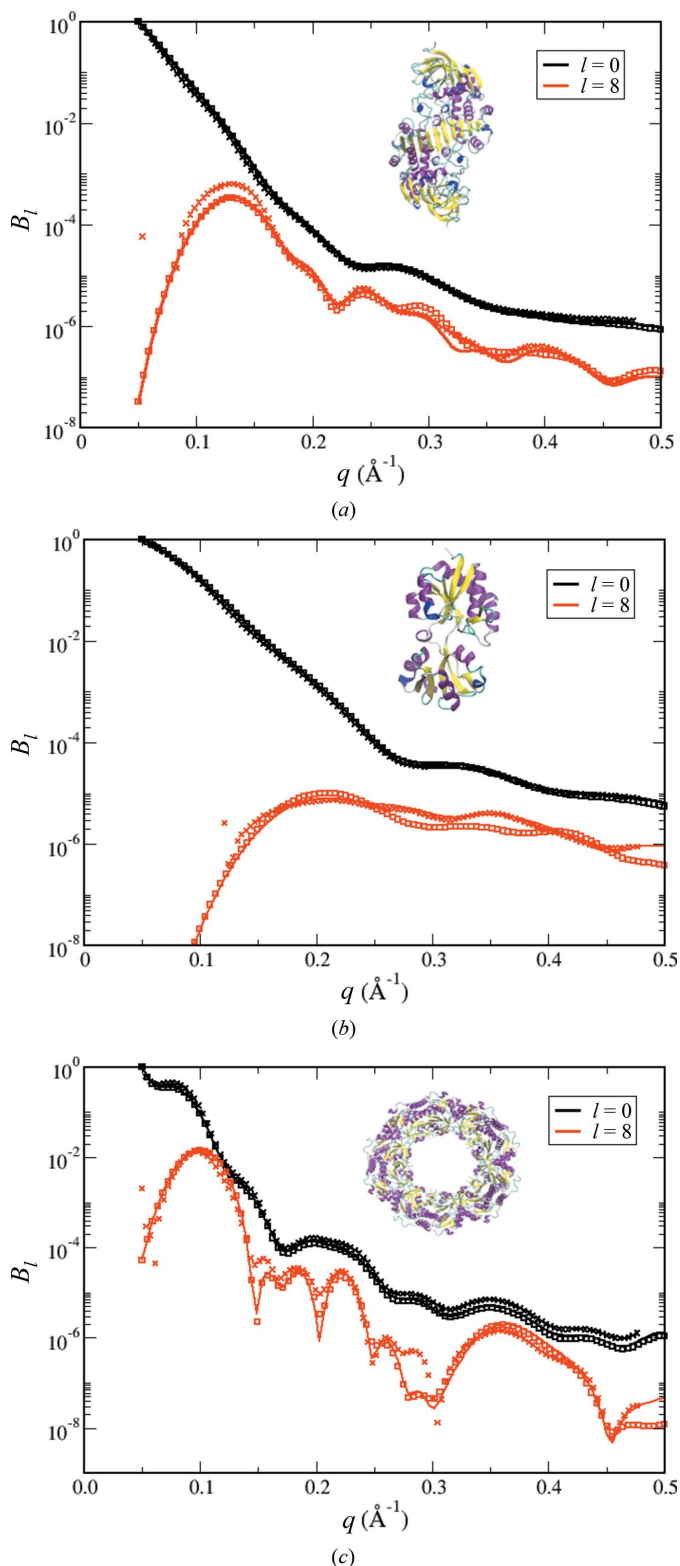 10^0
10^-2
B_l
10^-4
10^-6
10^-8
l = 0
l = 8
0 0.1 0.2 0.3 0.4 0.5
q (Å^-1)
(a)
10^0
10^-2
B_l
10^-4
10^-6
10^-8
l = 0
l = 8
0.0 0.1 0.2 0.3 0.4 0.5
q (Å^-1)
(b)
10^0
10^-2
B_l
10^-4
10^-6
10^-8
l = 0
l = 8
0.0 0.1 0.2 0.3 0.4 0.5
q (Å^-1)
(c)